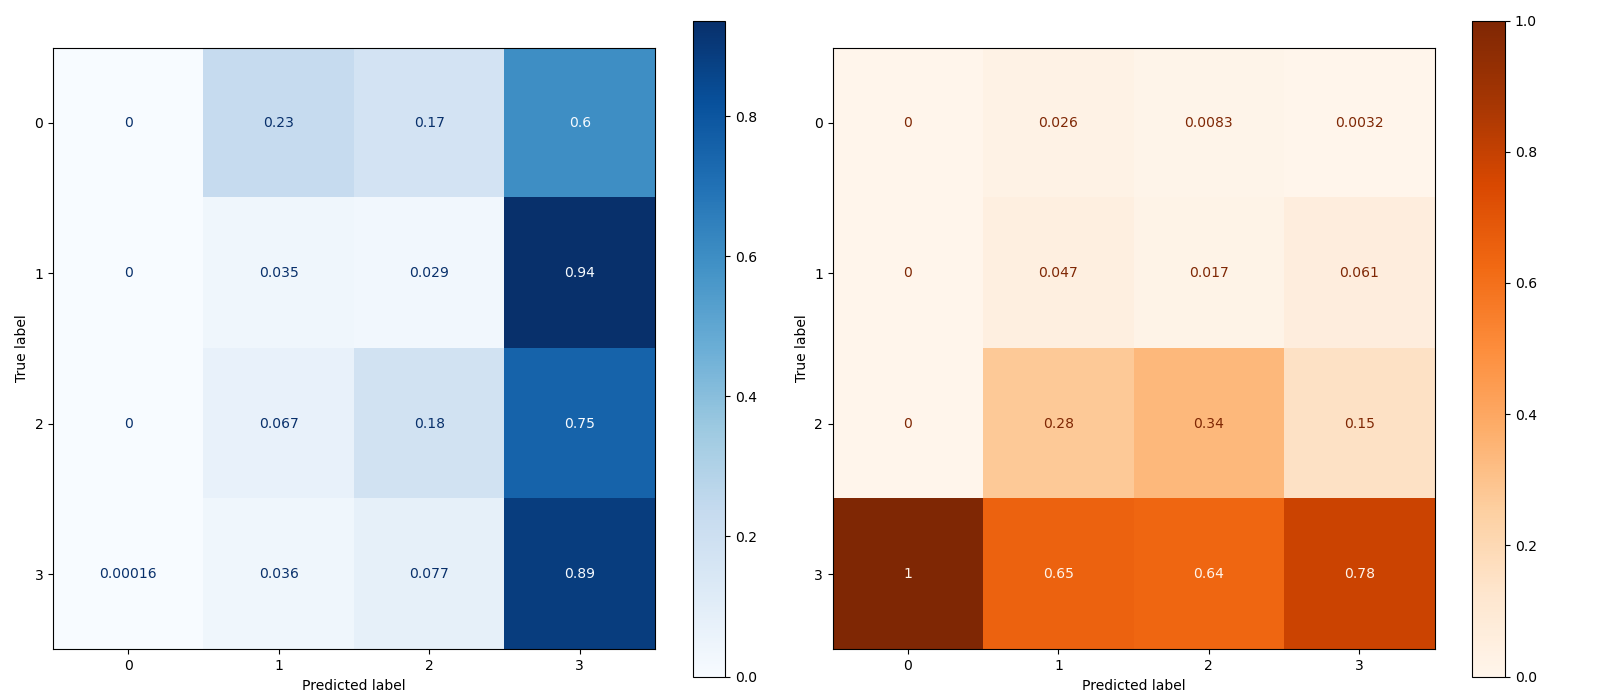 0 0 0.23 0.17 0.6
1 0 0.035 0.029 0.94
2 0 0.067 0.18 0.75
3 0.00016 0.036 0.077 0.89
0 1 2 3
True label
Predicted label
0.8
0.6
0.4
0.2
0.0
0 0 0.026 0.0083 0.0032
1 0 0.047 0.017 0.061
2 0 0.28 0.34 0.15
3 1 0.65 0.64 0.78
0 1 2 3
True label
Predicted label
1.0
0.8
0.6
0.4
0.2
0.0